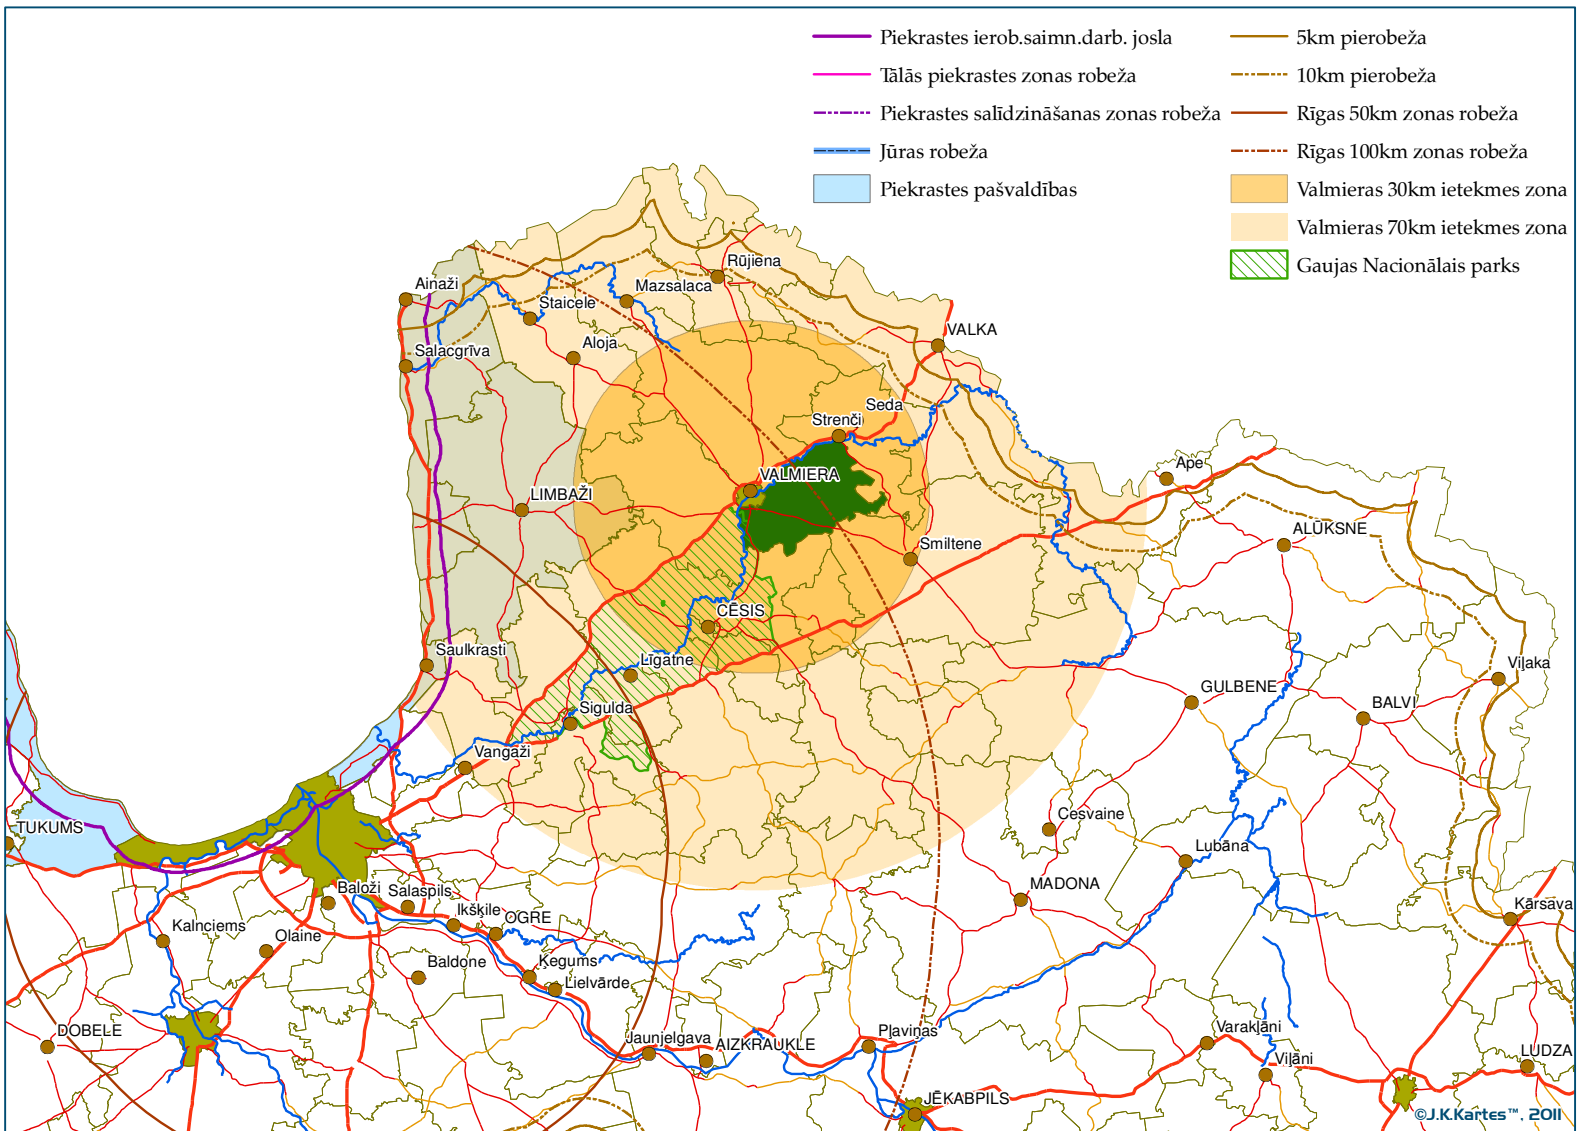 Piekrastes ierob.saimn.darb. josla
Tālās piekrastes zonas robeža
Piekrastes salīdzināšanas zonas robeža
Jūras robeža
Piekrastes pašvaldības
5km pierobeža
10km pierobeža
Rīgas 50km zonas robeža
Rīgas 100km zonas robeža
Valmieras 30km ietekmes zona
Valmieras 70km ietekmes zona
Gaujas Nacionālais parks
Rūjiena
Ainaži
Mazsalaca
Staicele
VALKA
Aloja
Salacgrīva
Seda
Strenči
Ape
VALMIERA
LIMBAŽI
ALŪKSNE
Smiltene
CĒSIS
Saulkrasti
Līgatne
Viļaka
GULBENE
BALVI
Sigulda
Vangaži
Cesvaine
TUKUMS
Lubāna
MADONA
Baloži
Salaspils
Ikšķile
OGRE
Kārsava
Kalnciems
Olaine
Baldone
Ķegums
Lielvārde
DOBELE
Jaunjelgava
AIZKRAUKLE
Pļaviņas
Varakļāni
Viļāni
LUDZA
JĒKABPILS
©J.K.Kartes™, 2011